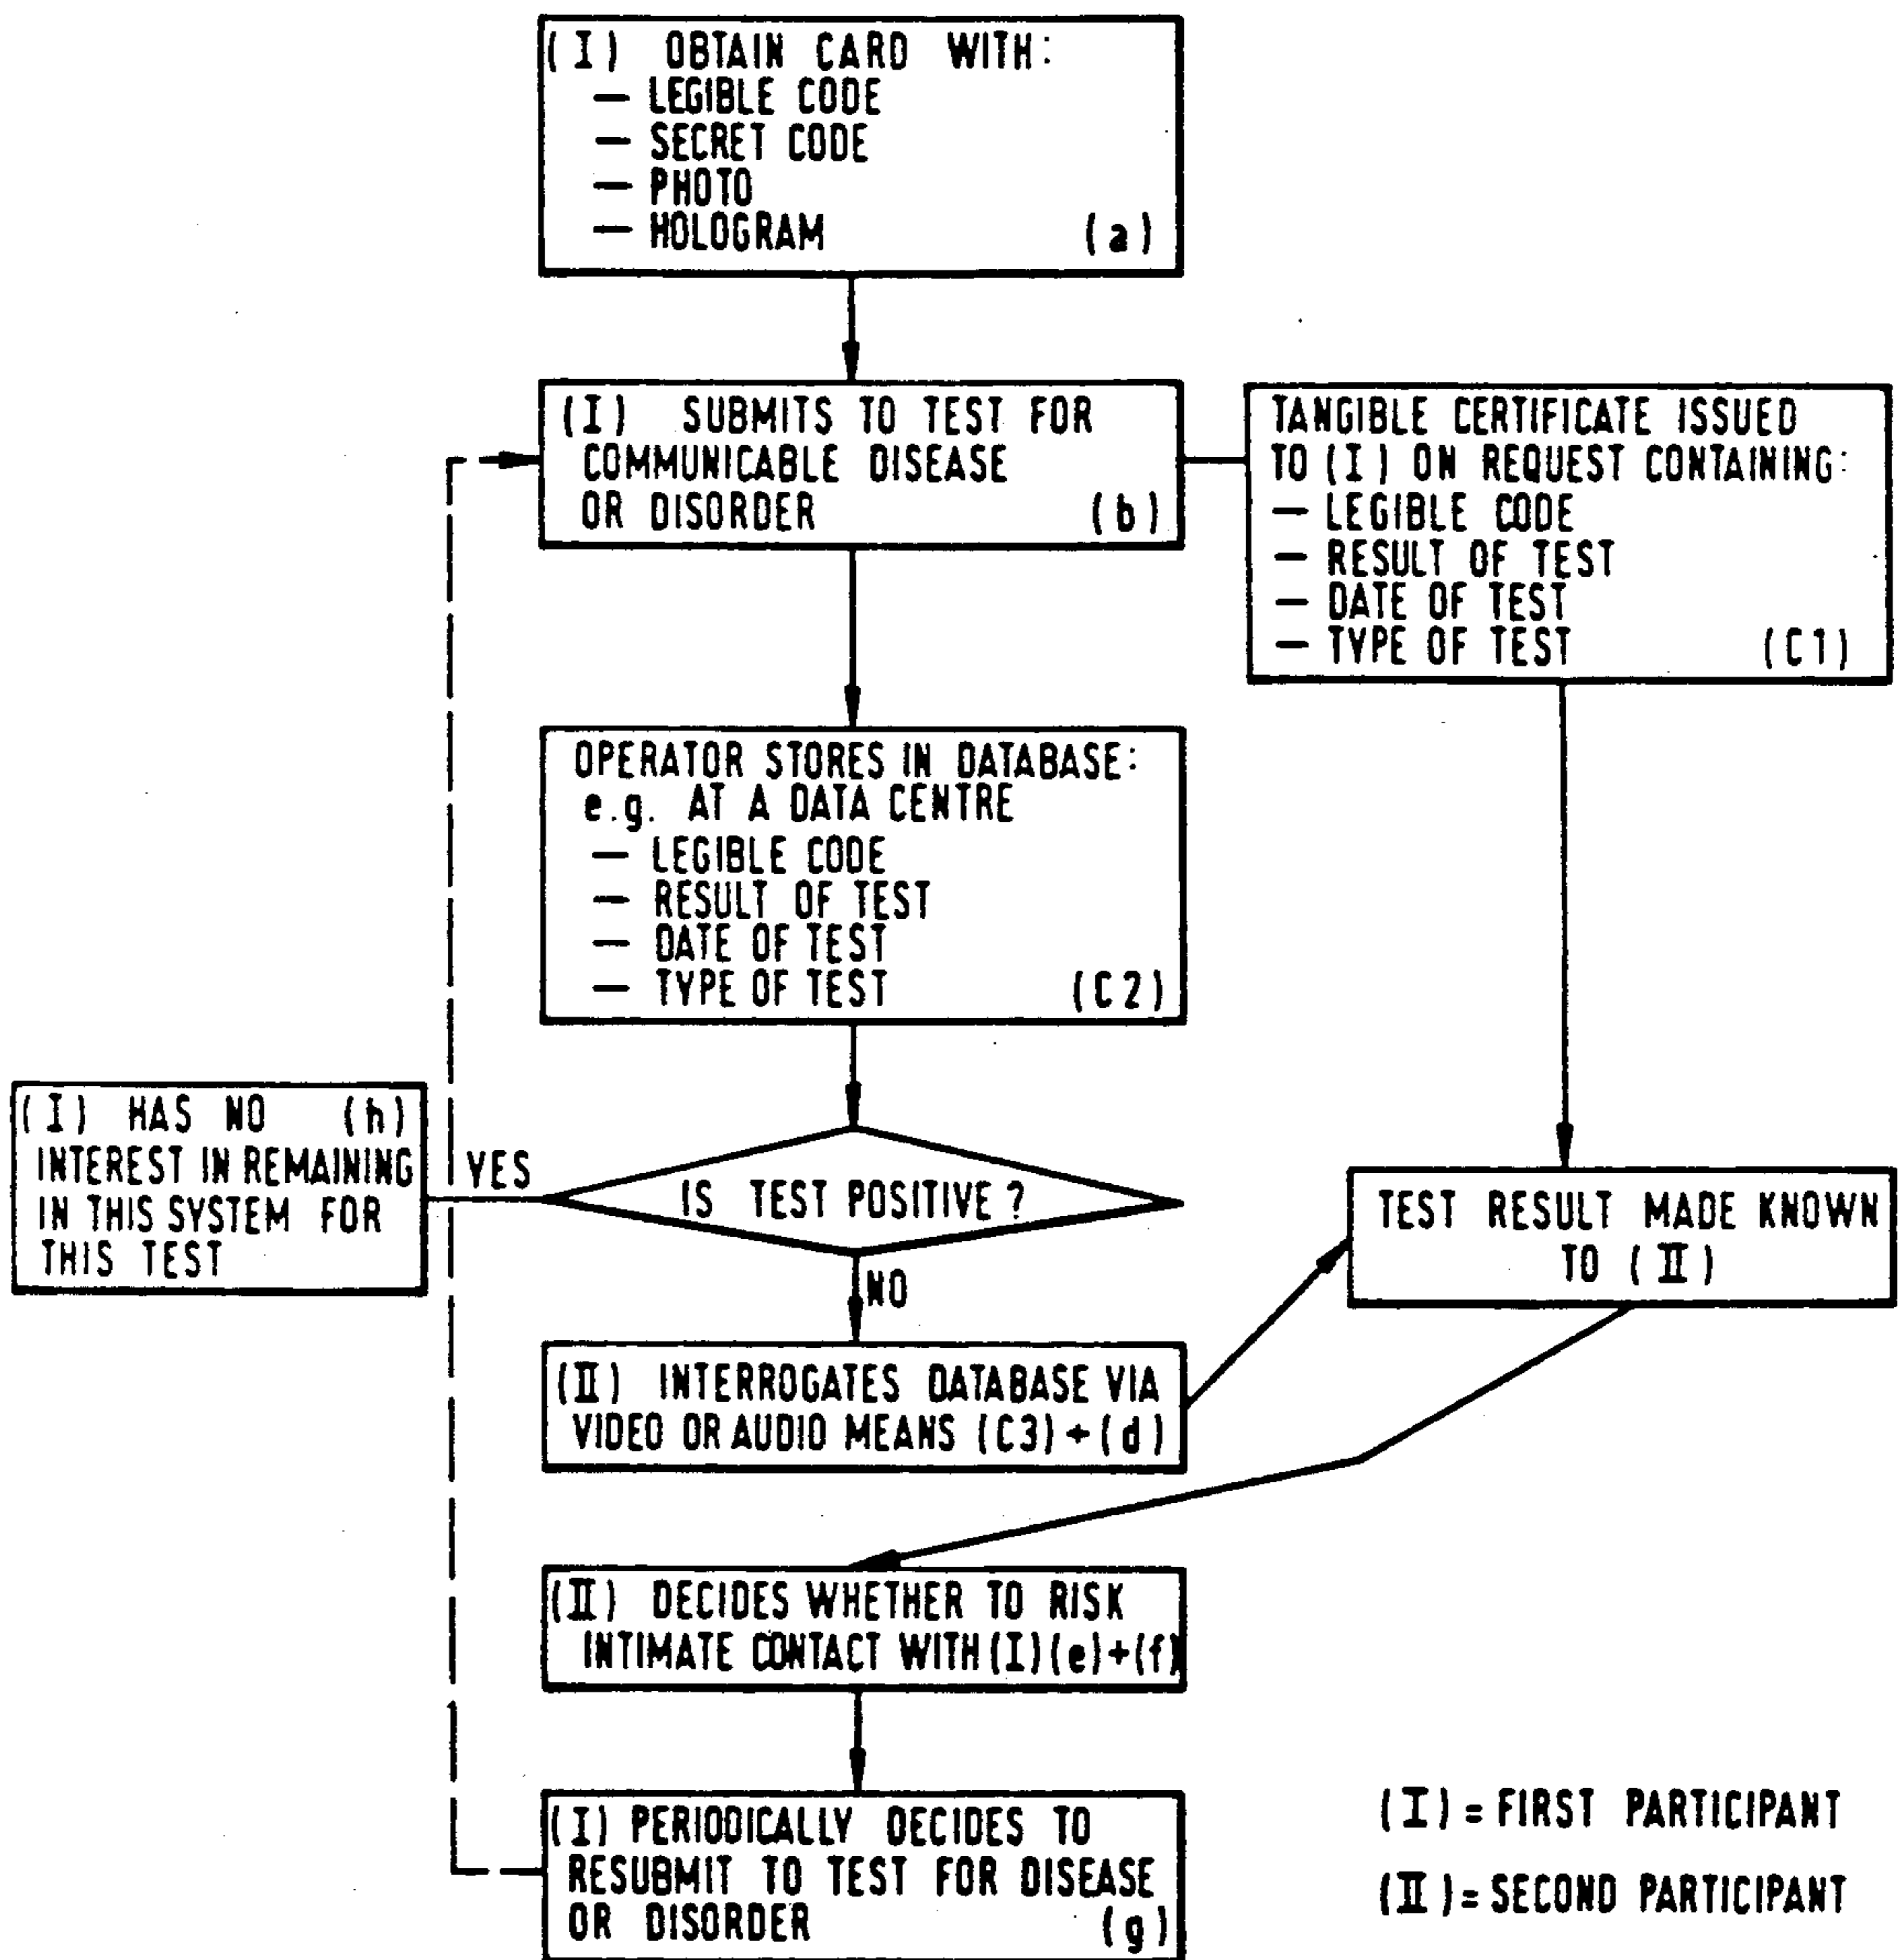 (I) OBTAIN CARD WITH:
— LEGIBLE CODE
— SECRET CODE
— PHOTO
— HOLOGRAM (a)
(I) SUBMITS TO TEST FOR
COMMUNICABLE DISEASE
OR DISORDER (b)
TANGIBLE CERTIFICATE ISSUED
TO (I) ON REQUEST CONTAINING:
— LEGIBLE CODE
— RESULT OF TEST
— DATE OF TEST
— TYPE OF TEST (C1)
OPERATOR STORES IN DATABASE:
e.g. AT A DATA CENTRE
— LEGIBLE CODE
— RESULT OF TEST
— DATE OF TEST
— TYPE OF TEST (C2)
(I) HAS NO (h)
INTEREST IN REMAINING
IN THIS SYSTEM FOR
THIS TEST
YES
IS TEST POSITIVE?
NO
TEST RESULT MADE KNOWN
TO (II)
(II) INTERROGATES DATABASE VIA
VIDEO OR AUDIO MEANS (C3)+(d)
(II) DECIDES WHETHER TO RISK
INTIMATE CONTACT WITH (I)(e)+(f)
(I) PERIODICALLY DECIDES TO
RESUBMIT TO TEST FOR DISEASE
OR DISORDER (g)
(I) = FIRST PARTICIPANT
(II) = SECOND PARTICIPANT